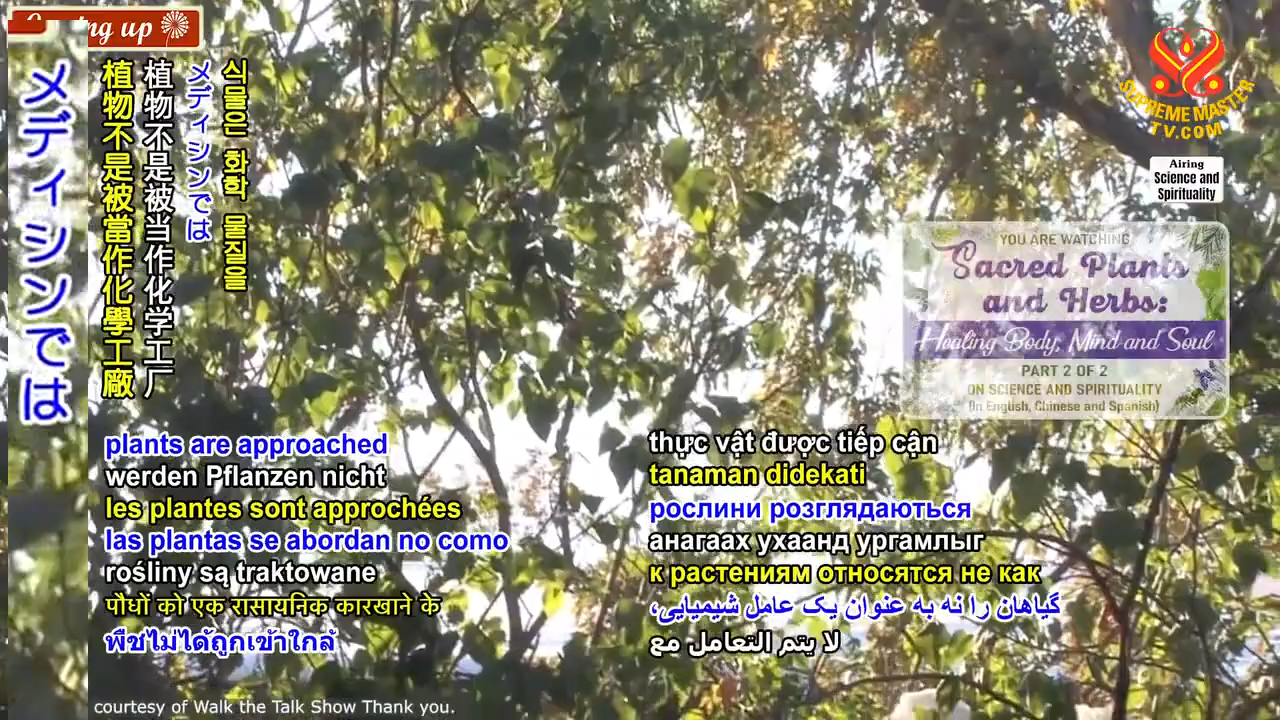 ng up
メディシンでは
植物不是被當作化學工廠
植物不是被当作化学工厂
メディシンでは
식물은 화학 물질을
SUPREME MASTER
TV.COM
Airing
Science and
Spirituality
YOU ARE WATCHING
Sacred Plants
and Herbs:
Healing Body, Mind and Soul
PART 2 OF 2
ON SCIENCE AND SPIRITUALITY
(In English, Chinese and Spanish)
plants are approached
werden Pflanzen nicht
les plantes sont approchées
las plantas se abordan no como
rośliny są traktowane
पौधों को एक रासायनिक कारखाने के
พืชไม่ได้ถูกเข้าใกล้
thực vật được tiếp cận
tanaman didekati
рослини розглядаються
анагаах ухаанд ургамлыг
к растениям относятся не как
گیاهان را نه به عنوان یک عامل شیمیایی،
لا يتم التعامل مع
courtesy of Walk the Talk Show Thank you.